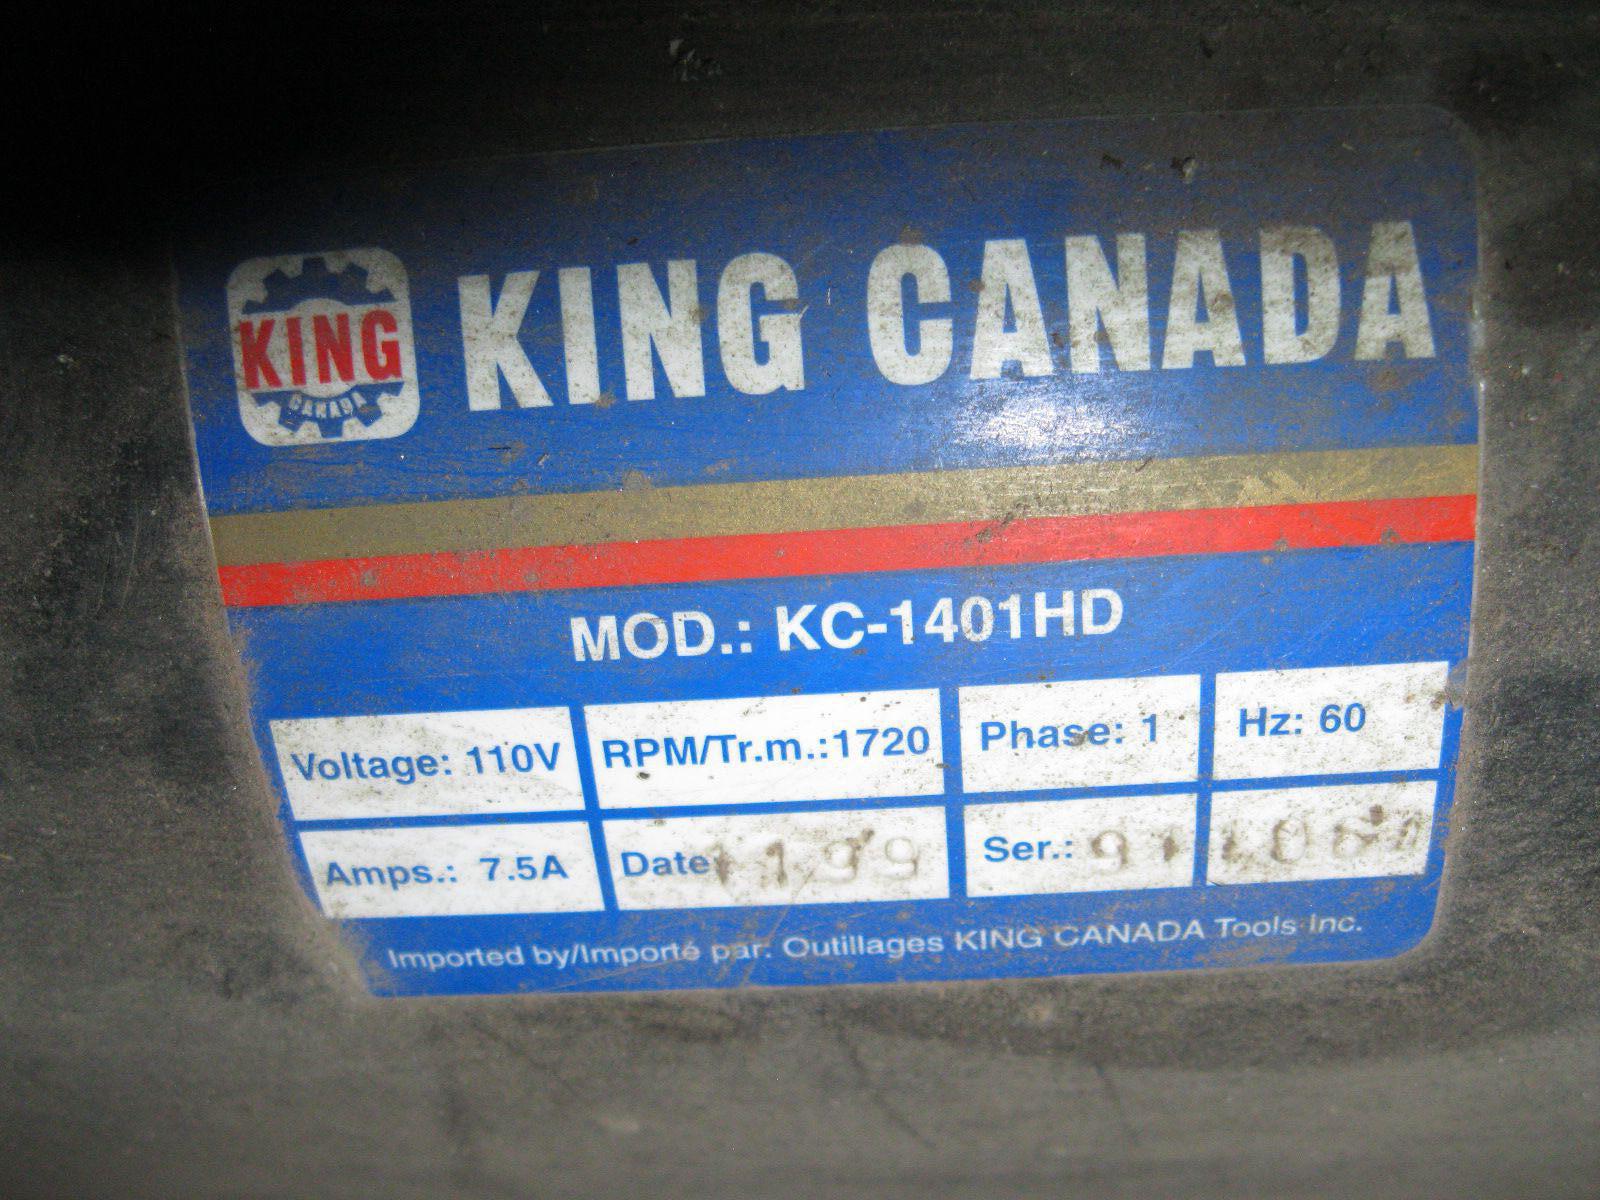 KING
CANADA
KING CANADA
MOD.: KC-1401HD
Voltage: 110V RPM/Tr.m.:1720 Phase: 1 Hz: 60
Amps.: 7.5A Date 1199 Ser.:
Imported by/Importé par: Outillages KING CANADA Tools Inc.